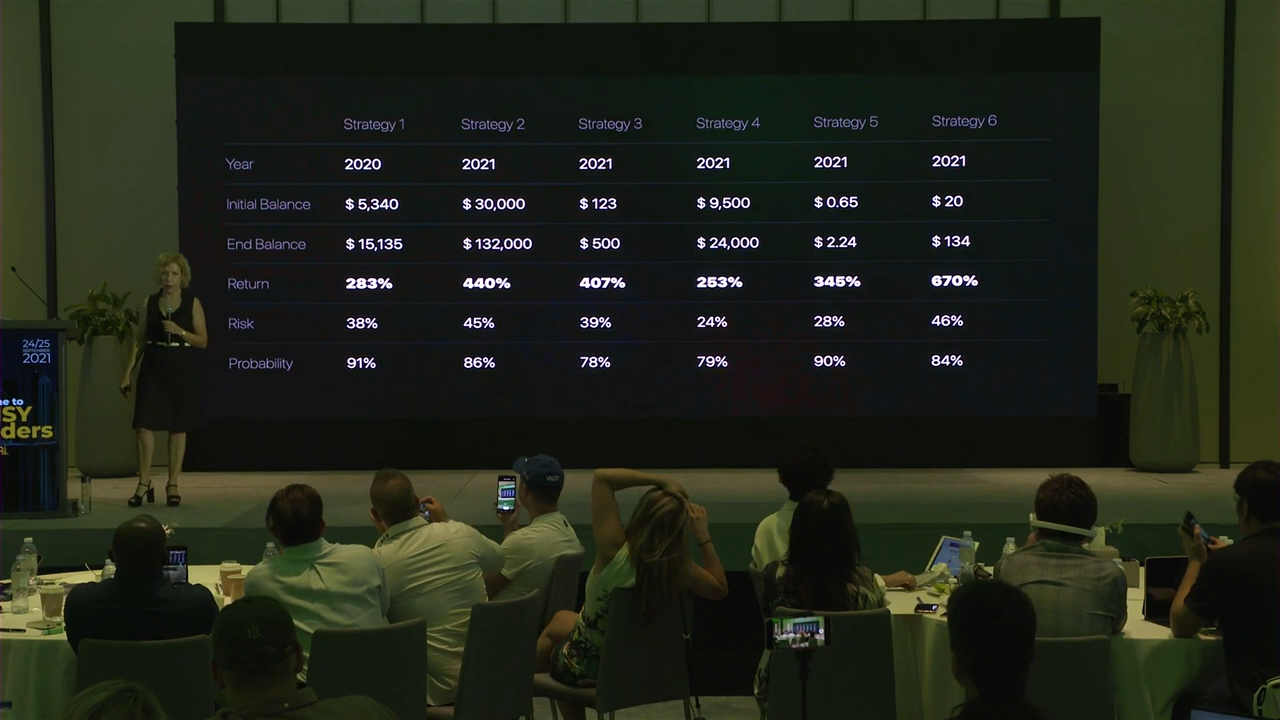 Strategy 1 Strategy 2 Strategy 3 Strategy 4 Strategy 5 Strategy 6
Year 2020 2021 2021 2021 2021 2021
Initial Balance $ 5,340 $ 30,000 $ 123 $ 9,500 $ 0.65 $ 20
End Balance $ 15,135 $ 132,000 $ 500 $ 24,000 $ 2.24 $ 134
Return 283% 440% 407% 253% 345% 670%
Risk 38% 45% 39% 24% 28% 46%
Probability 91% 86% 78% 79% 90% 84%
24/25
SEPTEMBER
2021
e to
SY
ders